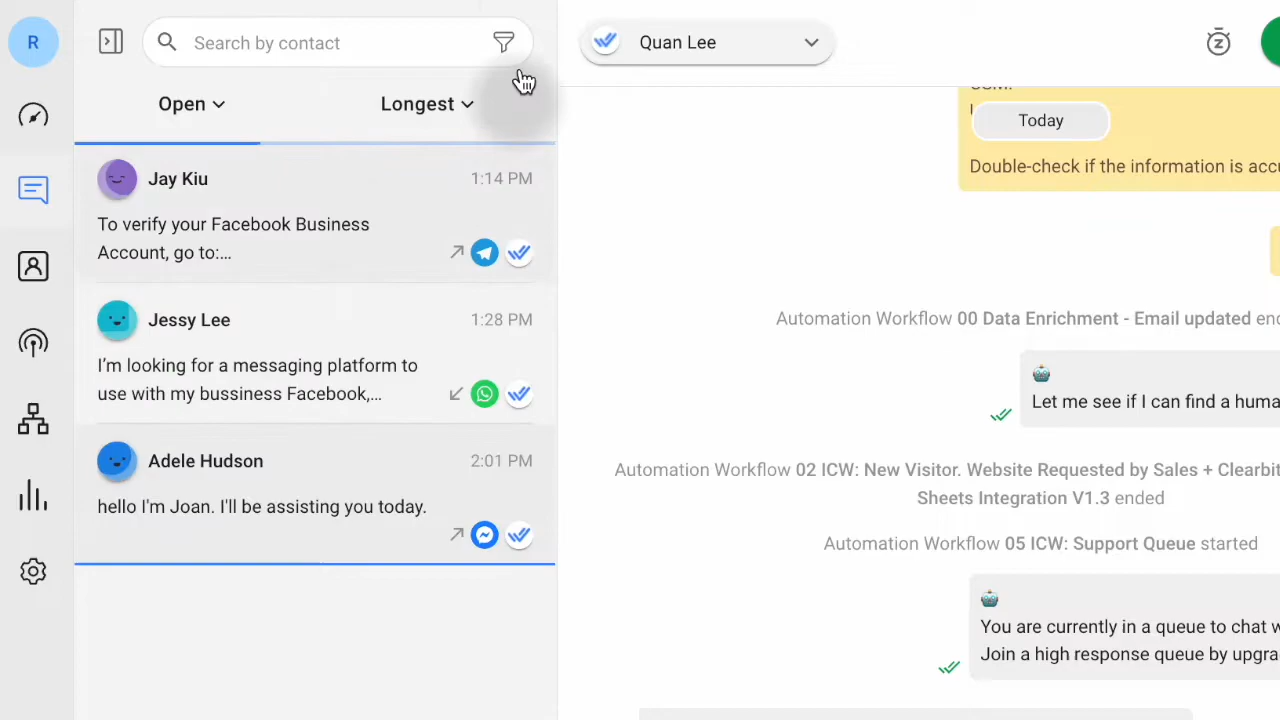 R
Search by contact
Open
Longest
Jay Kiu
1:14 PM
To verify your Facebook Business
Account, go to:...
Jessy Lee
1:28 PM
I'm looking for a messaging platform to
use with my bussiness Facebook,...
Adele Hudson
2:01 PM
hello I'm Joan. I'll be assisting you today.
Quan Lee
Today
Double-check if the information is
Automation Workflow 00 Data Enrichment - Email updated
Let me see if I can find a
Automation Workflow 02 ICW: New Visitor. Website Requested by Sales +
Sheets Integration V1.3 ended
Automation Workflow 05 ICW: Support Queue started
You are currently in a queue to chat
Join a high response queue by